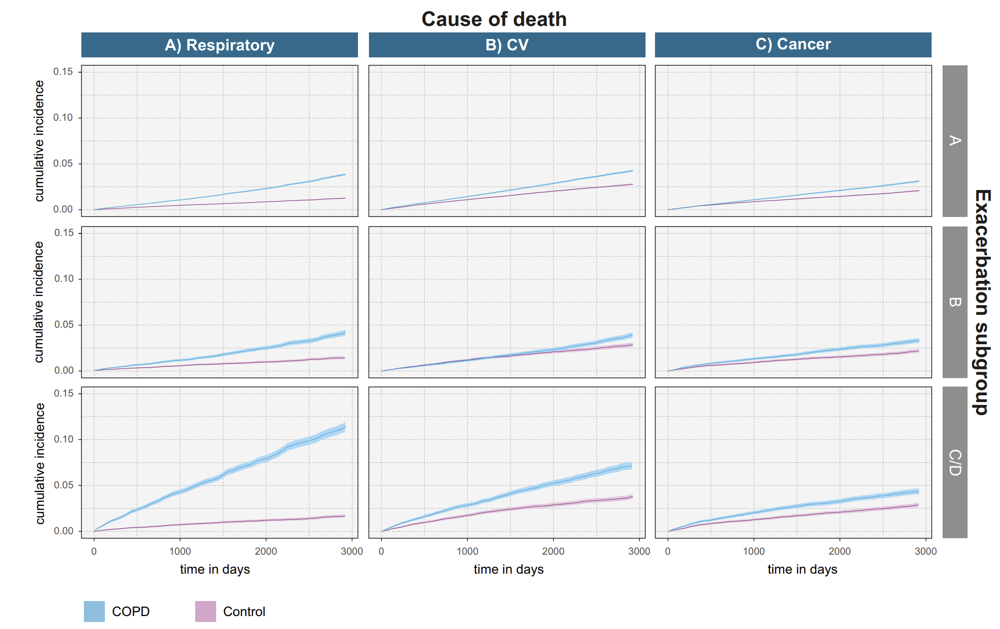 Cause of death
A) Respiratory
B) CV
C) Cancer
cumulative incidence
0.15
0.10
0.05
0.00
A
cumulative incidence
0.15
0.10
0.05
0.00
B
Exacerbation subgroup
cumulative incidence
0.15
0.10
0.05
0.00
C/D
0 1000 2000 3000
0 1000 2000 3000
0 1000 2000 3000
time in days
time in days
time in days
COPD
Control